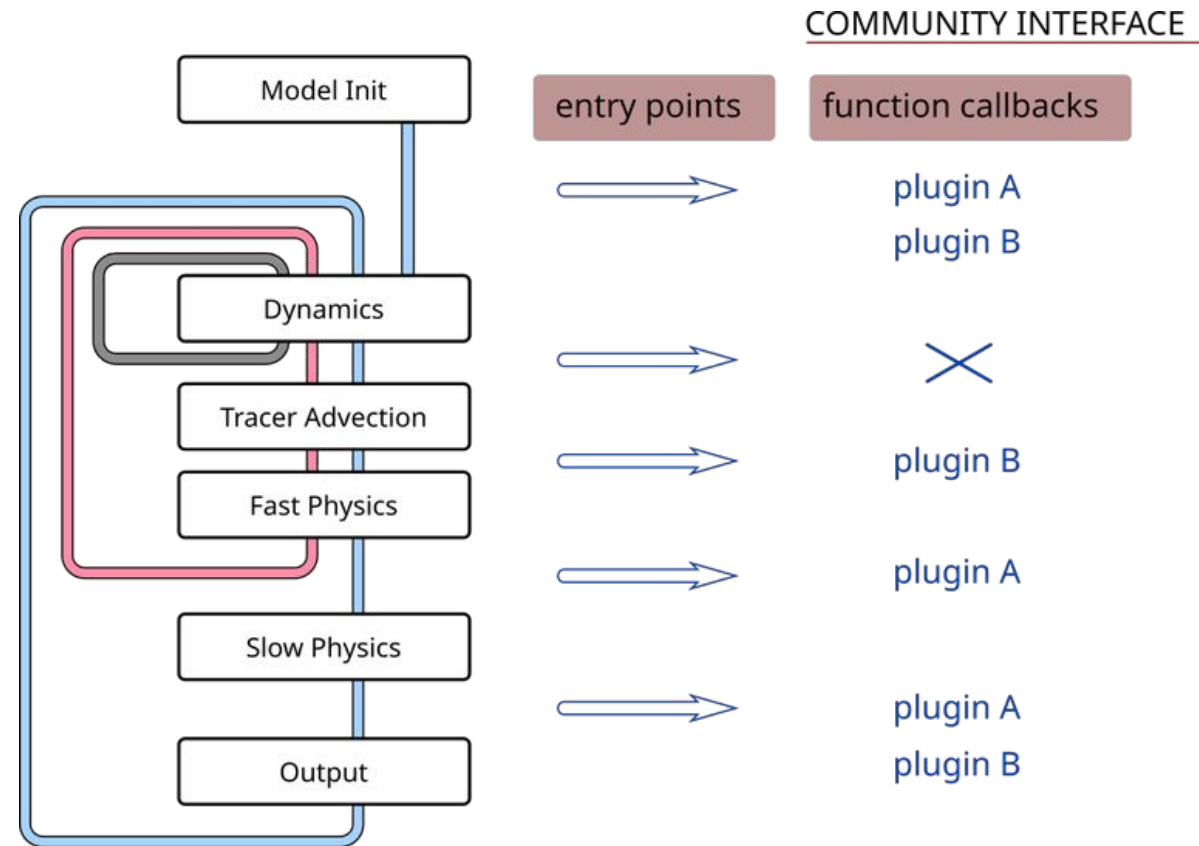 COMMUNITY INTERFACE
Model Init
entry points
function callbacks
plugin A
plugin B
Dynamics
Tracer Advection
plugin B
Fast Physics
plugin A
Slow Physics
plugin A
plugin B
Output